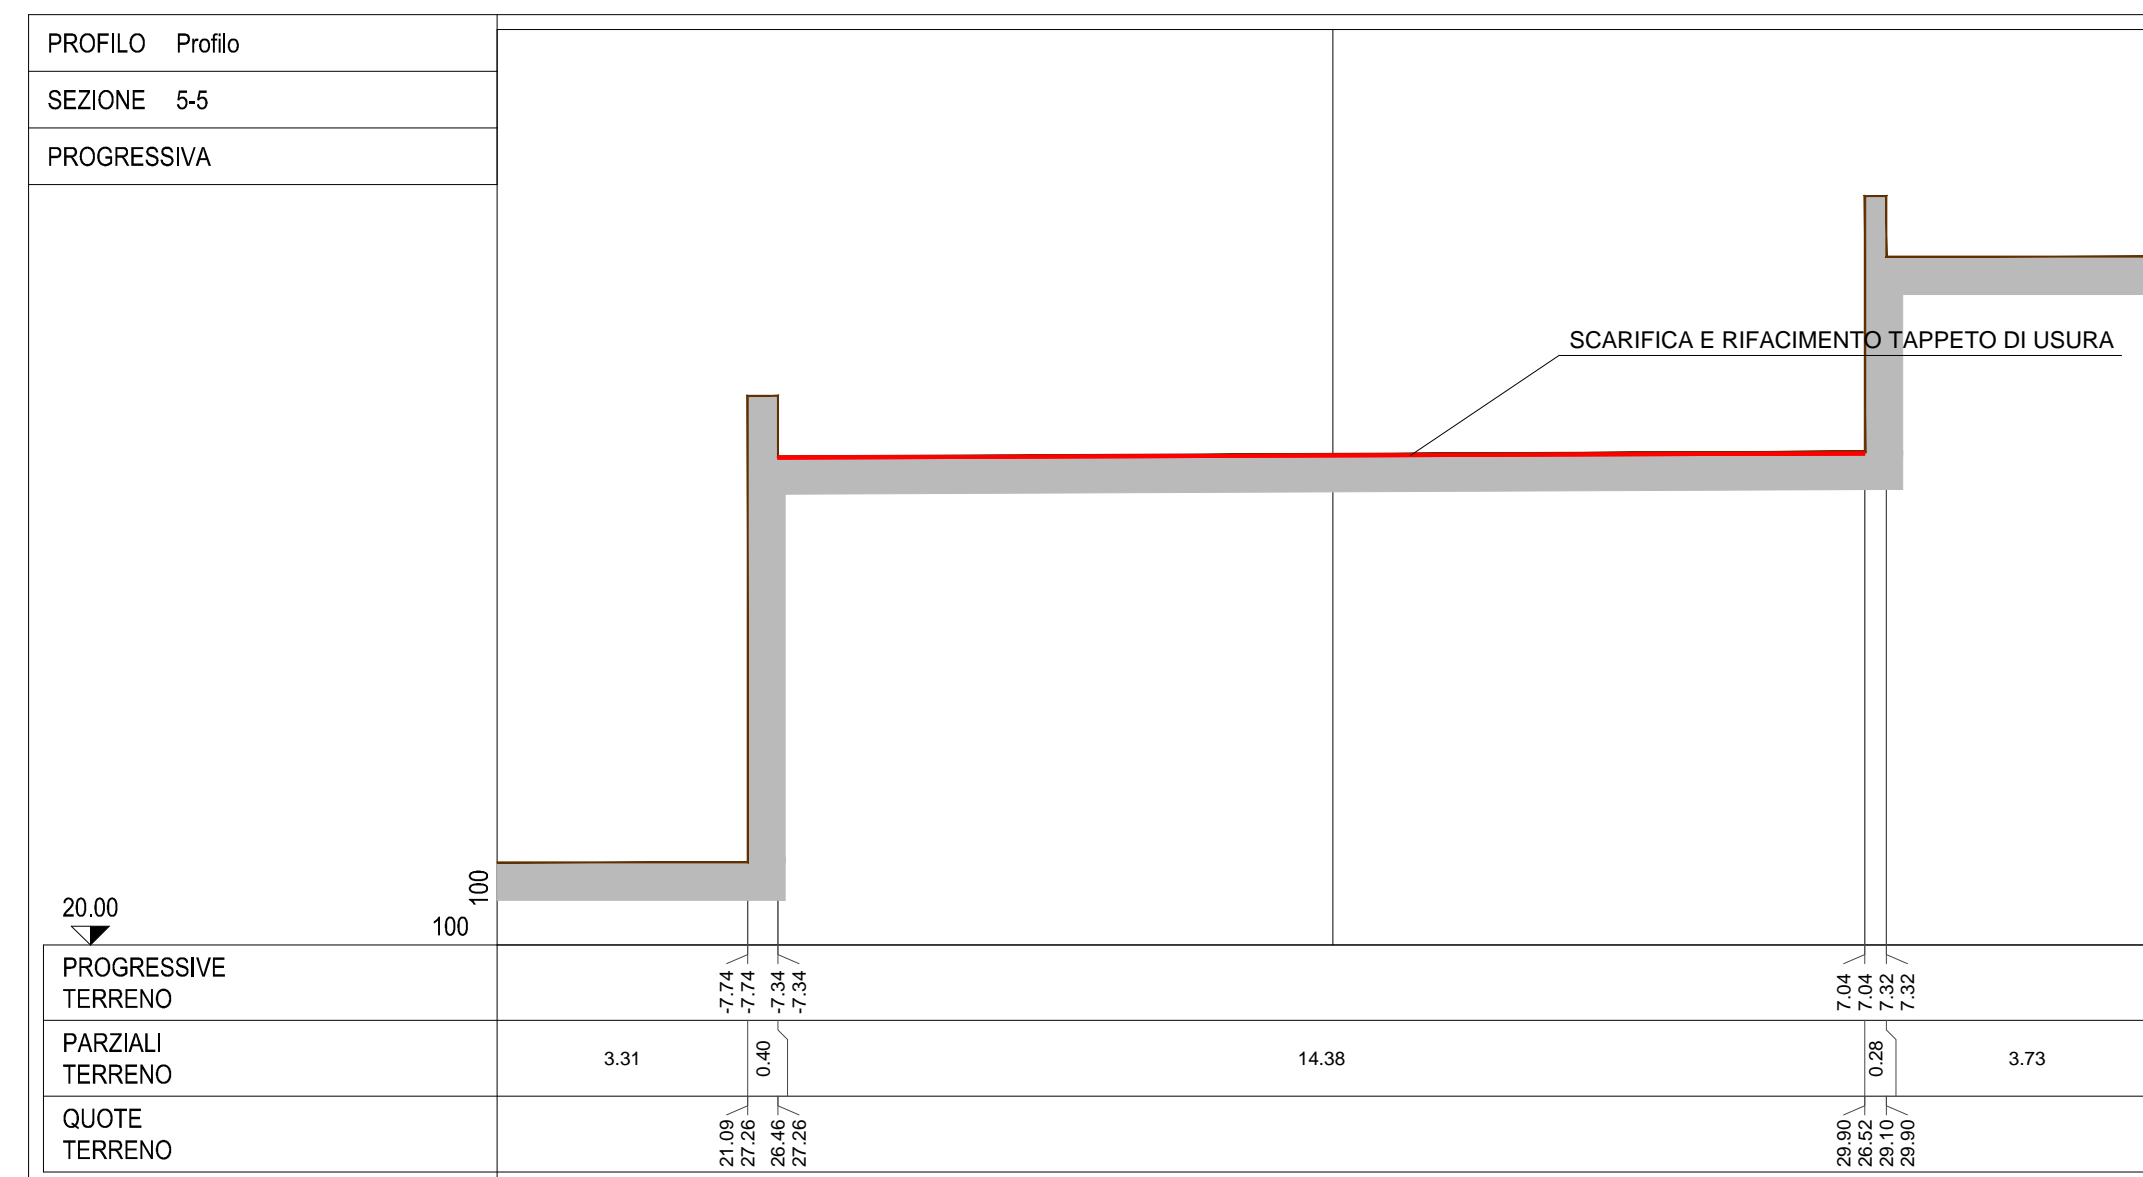 PROFILO Profilo
SEZIONE 5-5
PROGRESSIVA
SCARIFICA E RIFACIMENTO TAPPETO DI USURA
100
20.00
100
PROGRESSIVE
TERRENO
-7.74 -7.74 -7.34 -7.34 7.04 7.04 7.32 7.32
PARZIALI
TERRENO
3.31 0.40 14.38 0.28 3.73
QUOTE
TERRENO
21.09 27.26 26.46 27.26 29.90 26.52 29.10 29.90